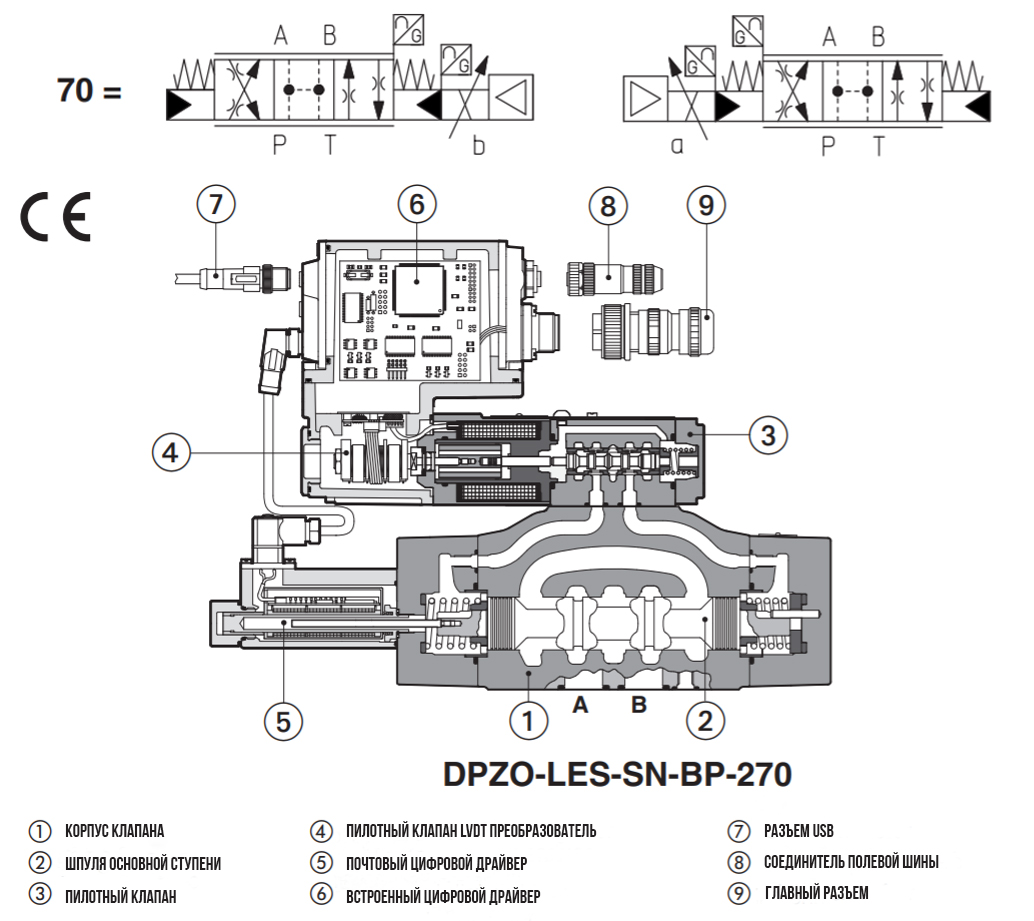 A B
G
G
A B
G
G
70 =
P T
b
a
P T
CE
7
6
8
9
4
3
5
1
A
B
2
DPZO-LES-SN-BP-270
1 КОРПУС КЛАПАНА
2 ШПУЛЯ ОСНОВНОЙ СТУПЕНИ
3 ПИЛОТНЫЙ КЛАПАН
4 ПИЛОТНЫЙ КЛАПАН LVDT ПРЕОБРАЗОВАТЕЛЬ
5 ПОЧТОВЫЙ ЦИФРОВОЙ ДРАЙВЕР
6 ВСТРОЕННЫЙ ЦИФРОВОЙ ДРАЙВЕР
7 РАЗЪЕМ USB
8 СОЕДИНИТЕЛЬ ПОЛЕВОЙ ШИНЫ
9 ГЛАВНЫЙ РАЗЪЕМ